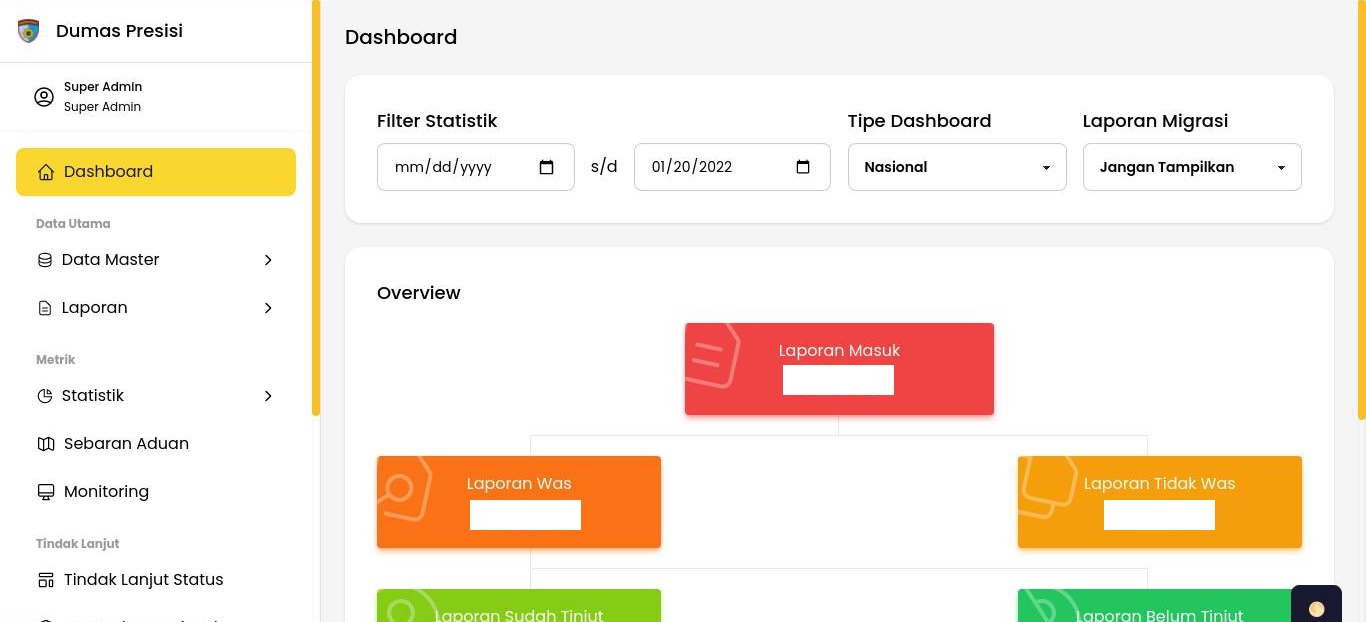 Dumas Presisi
Super Admin
Super Admin
Dashboard
Data Utama
Data Master
Laporan
Metrik
Statistik
Sebaran Aduan
Monitoring
Tindak Lanjut
Tindak Lanjut Status
Dashboard
Filter Statistik
mm/dd/yyyy
s/d
01/20/2022
Tipe Dashboard
Nasional
Laporan Migrasi
Jangan Tampilkan
Overview
Laporan Masuk
Laporan Was
Laporan Tidak Was
Laporan Sudah Tinjut
Laporan Belum Tinjut